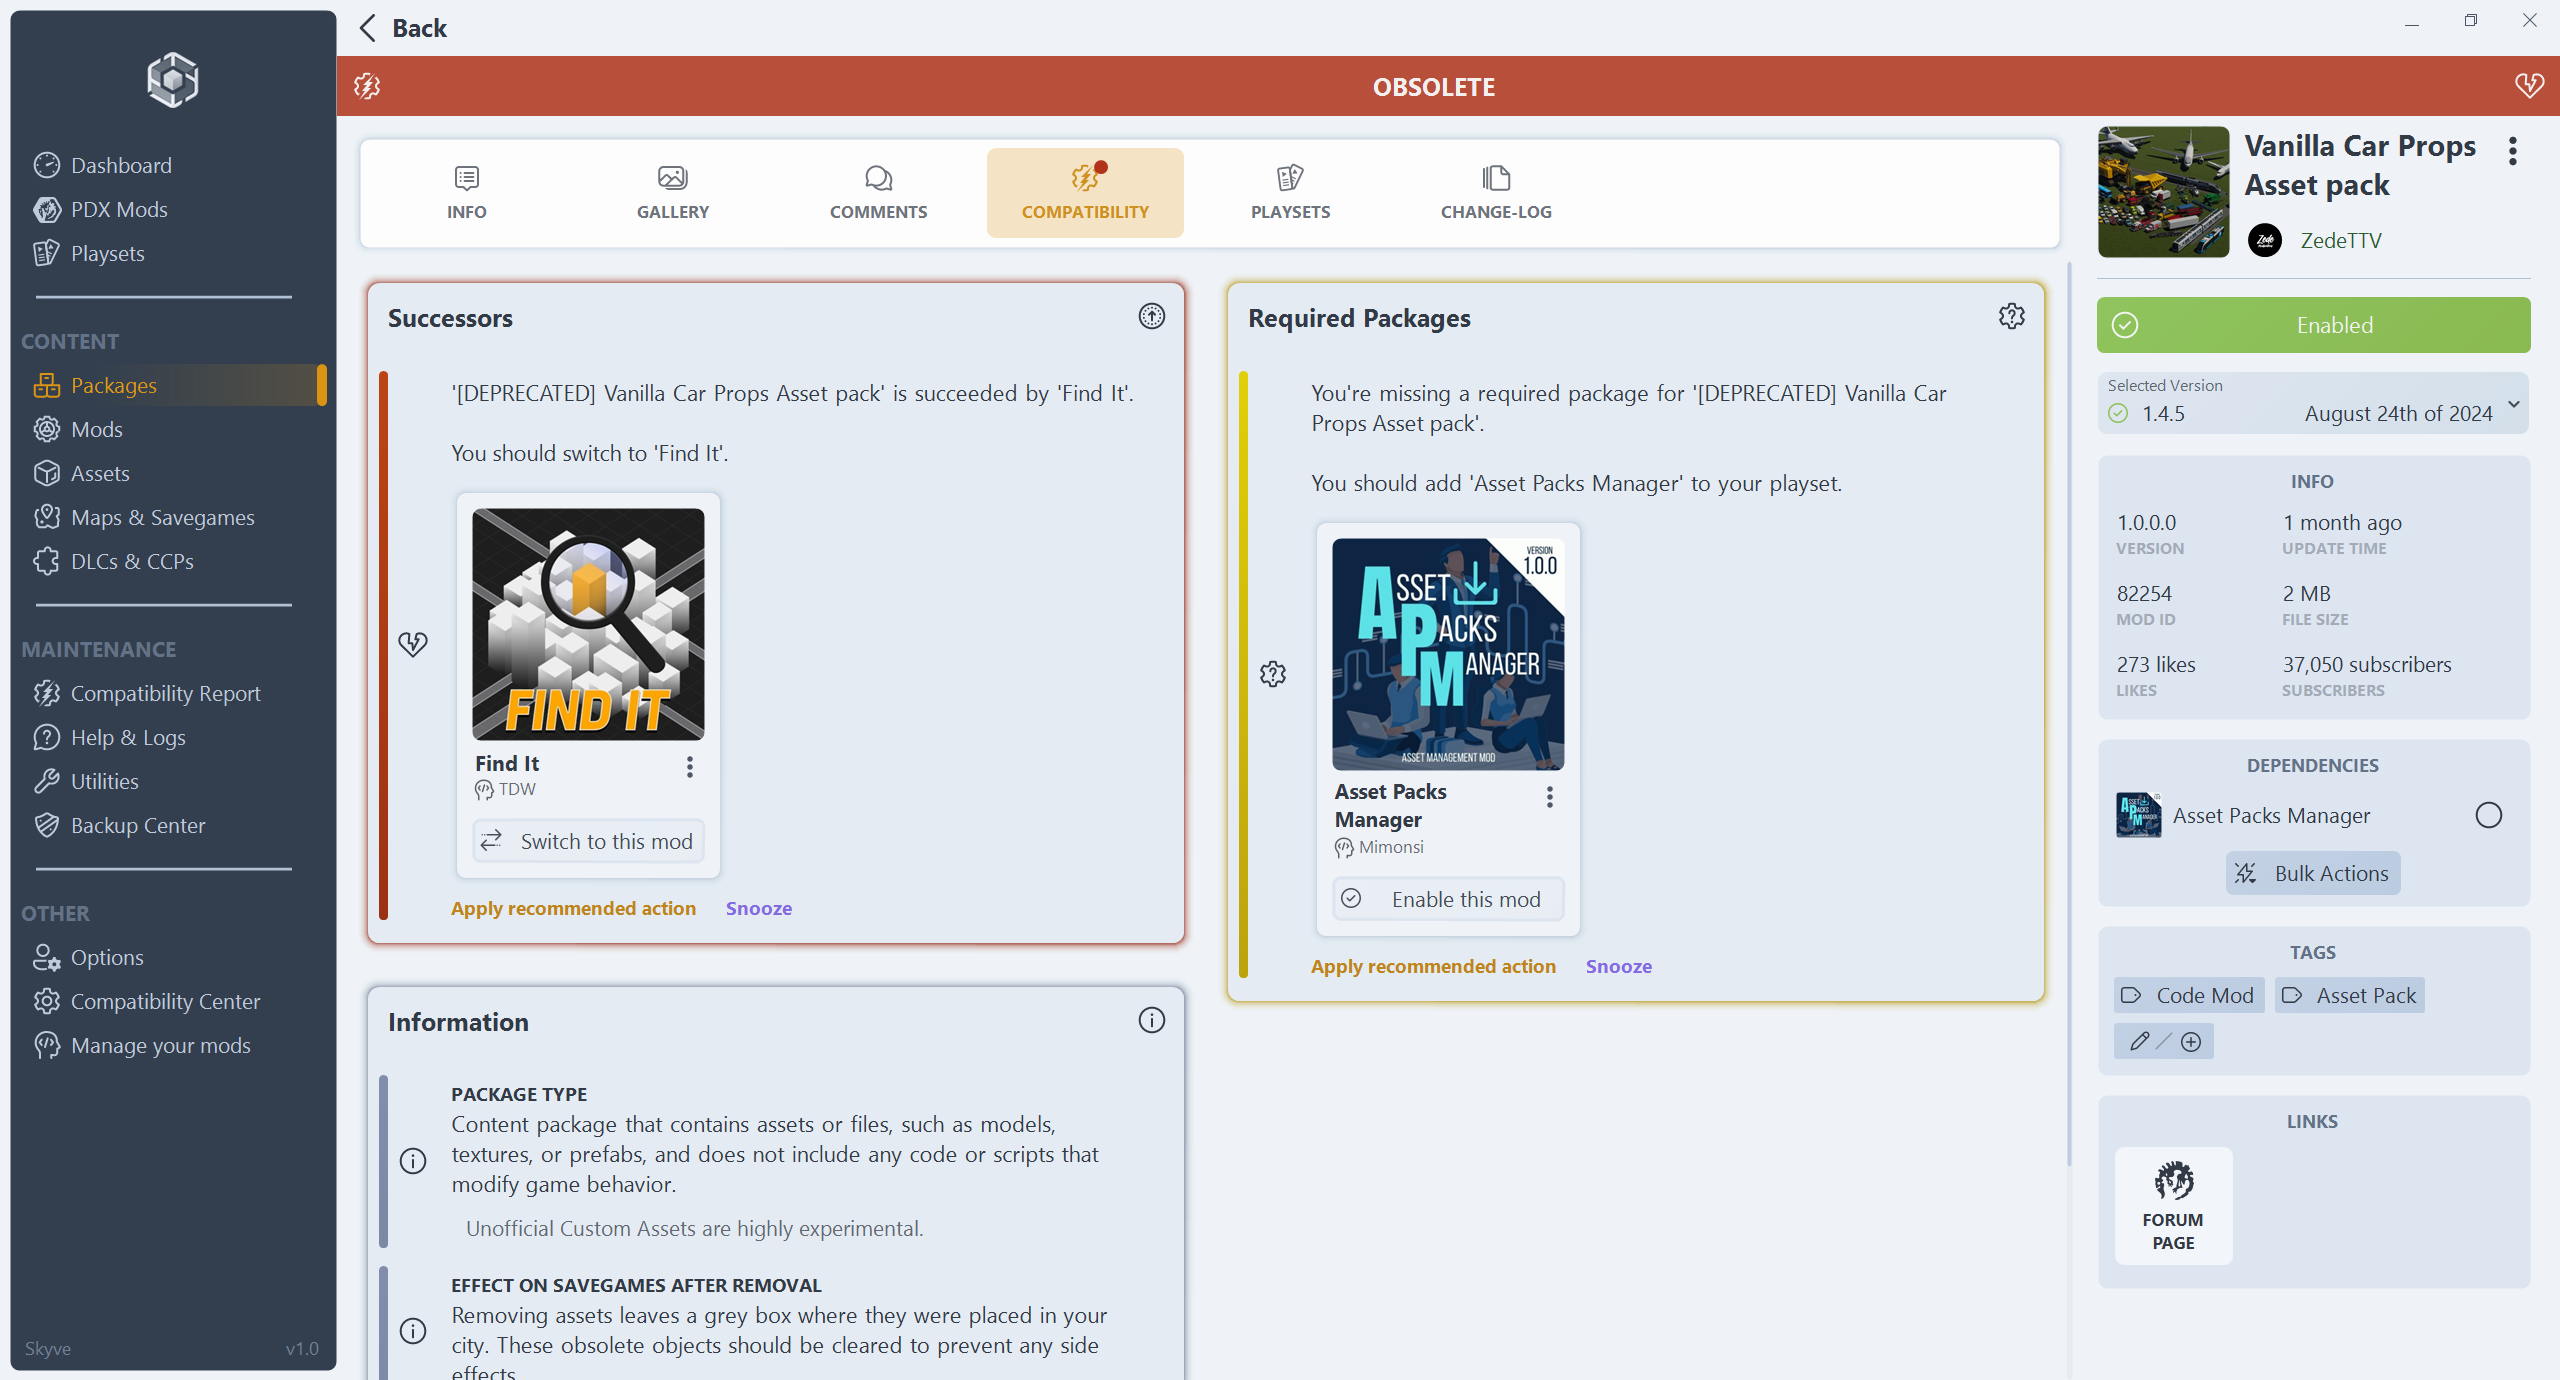 Back
OBSOLETE
Dashboard
PDX Mods
Playsets
CONTENT
Packages
Mods
Assets
Maps & Savegames
DLCs & CCPs
MAINTENANCE
Compatibility Report
Help & Logs
Utilities
Backup Center
OTHER
Options
Compatibility Center
Manage your mods
Skyve v1.0
INFO
GALLERY
COMMENTS
COMPATIBILITY
PLAYSETS
CHANGE-LOG
Successors
'[DEPRECATED] Vanilla Car Props Asset pack' is succeeded by 'Find It'.
You should switch to 'Find It'.
FIND IT
Find It
TDW
Switch to this mod
Apply recommended action Snooze
Required Packages
You're missing a required package for '[DEPRECATED] Vanilla Car
Props Asset pack'.
You should add 'Asset Packs Manager' to your playset.
VERSION
1.0.0
ASSET
PACKS
MANAGER
ASSET MANAGEMENT MOD
Asset Packs
Manager
Mimonsi
Enable this mod
Apply recommended action Snooze
Information
PACKAGE TYPE
Content package that contains assets or files, such as models,
textures, or prefabs, and does not include any code or scripts that
modify game behavior.
Unofficial Custom Assets are highly experimental.
EFFECT ON SAVEGAMES AFTER REMOVAL
Removing assets leaves a grey box where they were placed in your
city. These obsolete objects should be cleared to prevent any side
effects.
Vanilla Car Props
Asset pack
Zede
ZedeTTV
Enabled
Selected Version
1.4.5 August 24th of 2024
INFO
1.0.0.0 1 month ago
VERSION UPDATE TIME
82254 2 MB
MOD ID FILE SIZE
273 likes 37,050 subscribers
LIKES SUBSCRIBERS
DEPENDENCIES
ASSET
PACKS
MANAGER
Asset Packs Manager
Bulk Actions
TAGS
Code Mod Asset Pack
LINKS
FORUM
PAGE